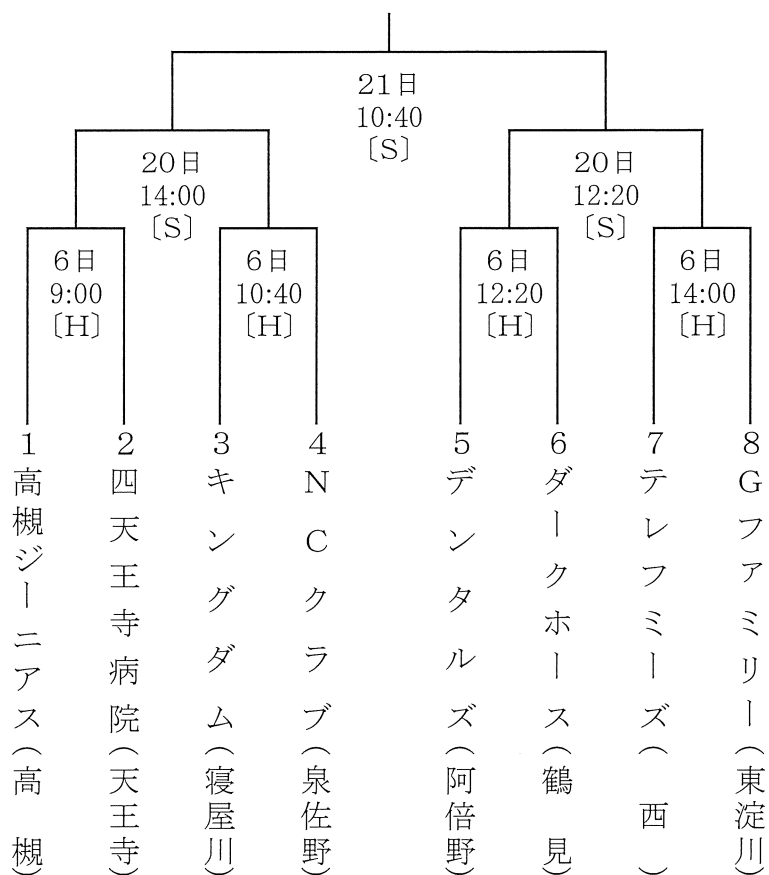 21日
10:40
〔S〕
20日
14:00
〔S〕
20日
12:20
〔S〕
6日
9:00
〔H〕
6日
10:40
〔H〕
6日
12:20
〔H〕
6日
14:00
〔H〕
1 高槻ジーニアス(高槻)
2 四天王寺病院(天王寺)
3 キングダム(寝屋川)
4 NCクラブ(泉佐野)
5 デンタルズ(阿倍野)
6 ダークホース(鶴見)
7 テレフミーズ(西)
8 Gファミリー(東淀川)